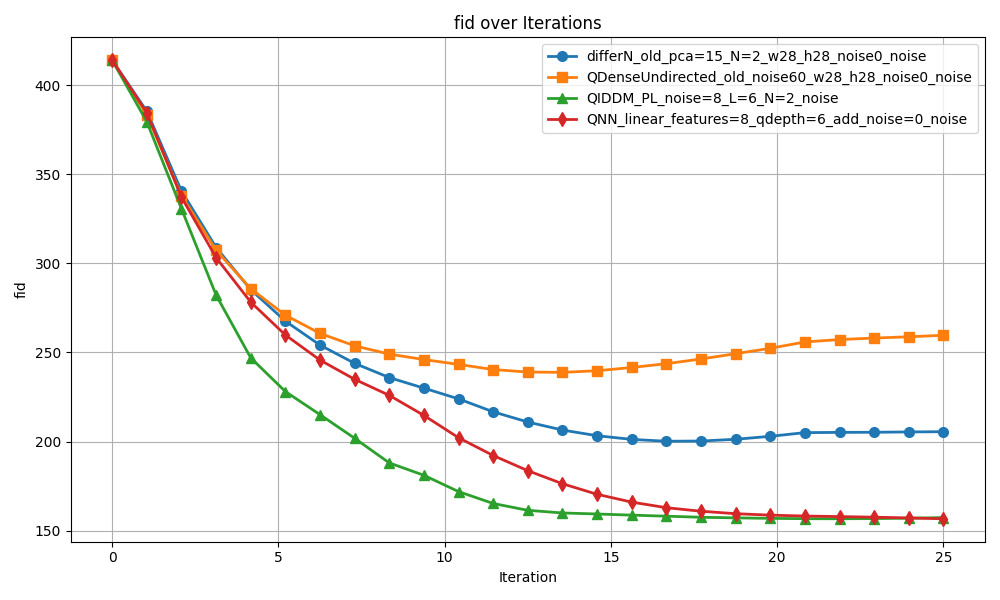 fid over Iterations
differN_old_pca=15_N=2_w28_h28_noise0_noise
QDenseUndirected_old_noise60_w28_h28_noise0_noise
QIDDM_PL_noise=8_L=6_N=2_noise
QNN_linear_features=8_qdepth=6_add_noise=0_noise
400
350
300
250
200
150
fid
0 5 10 15 20 25
Iteration